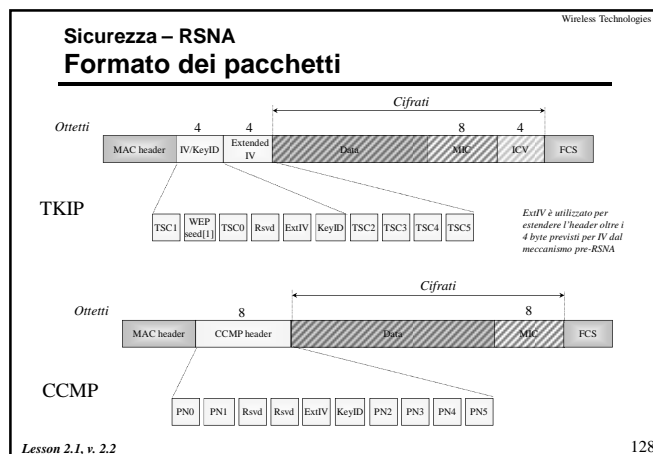 Wireless Technologies
Sicurezza – RSNA
Formato dei pacchetti
Cifrati
Ottetti 4 4 8 4
MAC header IV/KeyID Extended IV Data MIC ICV FCS
TKIP
TSC1 WEP seed[1] TSC0 Rsvd ExtIV KeyID TSC2 TSC3 TSC4 TSC5
ExtIV è utilizzato per
estendere l'header oltre i
4 byte previsti per IV dal
meccanismo pre-RSNA
Cifrati
Ottetti 8 8
MAC header CCMP header Data MIC FCS
CCMP
PN0 PN1 Rsvd Rsvd ExtIV KeyID PN2 PN3 PN4 PN5
Lesson 2.1, v. 2.2 128